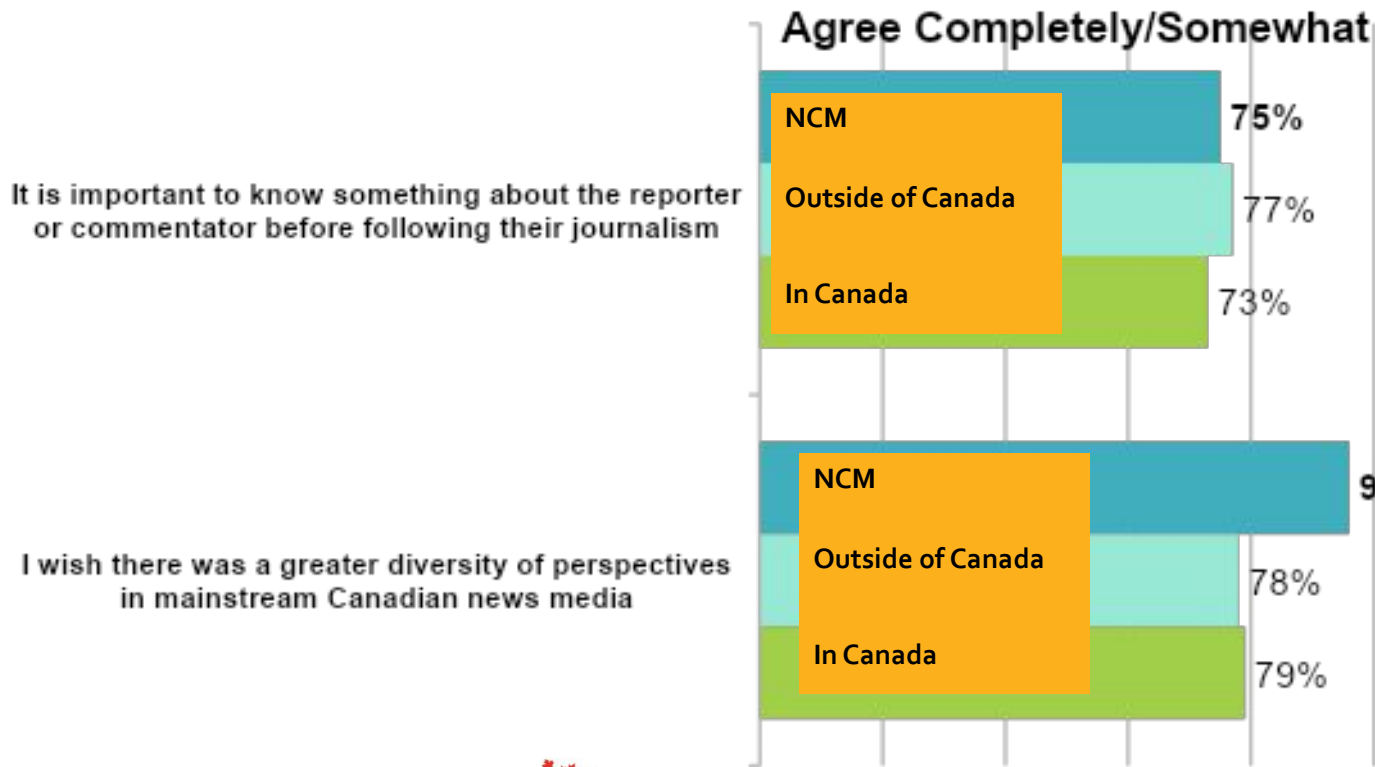 Agree Completely/Somewhat
It is important to know something about the reporter
or commentator before following their journalism
NCM
75%
Outside of Canada
77%
In Canada
73%
I wish there was a greater diversity of perspectives
in mainstream Canadian news media
NCM
9
Outside of Canada
78%
In Canada
79%